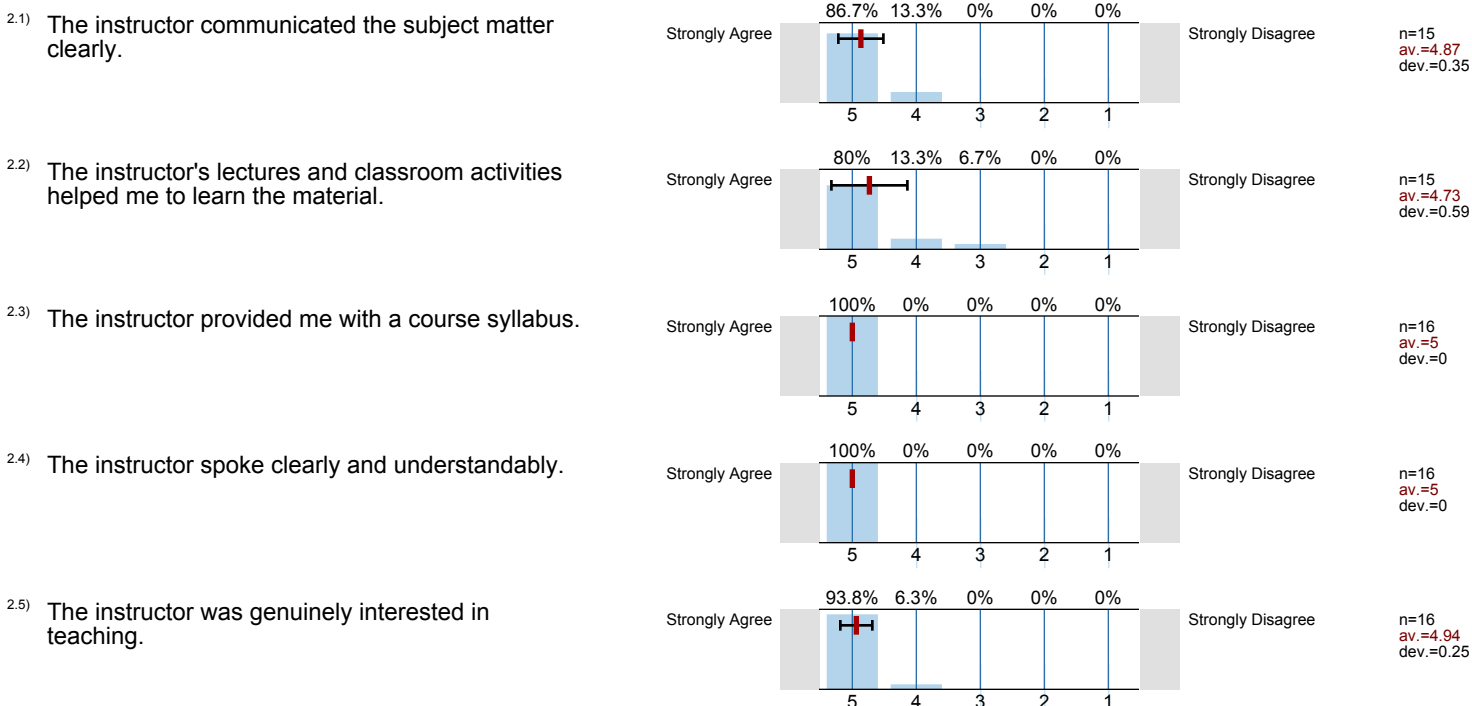 2.1) The instructor communicated the subject matter
clearly.
86.7% 13.3% 0% 0% 0%
Strongly Agree
Strongly Disagree
n=15
av.=4.87
dev.=0.35
5 4 3 2 1
2.2) The instructor's lectures and classroom activities
helped me to learn the material.
80% 13.3% 6.7% 0% 0%
Strongly Agree
Strongly Disagree
n=15
av.=4.73
dev.=0.59
5 4 3 2 1
2.3) The instructor provided me with a course syllabus.
100% 0% 0% 0% 0%
Strongly Agree
Strongly Disagree
n=16
av.=5
dev.=0
5 4 3 2 1
2.4) The instructor spoke clearly and understandably.
100% 0% 0% 0% 0%
Strongly Agree
Strongly Disagree
n=16
av.=5
dev.=0
5 4 3 2 1
2.5) The instructor was genuinely interested in
teaching.
93.8% 6.3% 0% 0% 0%
Strongly Agree
Strongly Disagree
n=16
av.=4.94
dev.=0.25
5 4 3 2 1